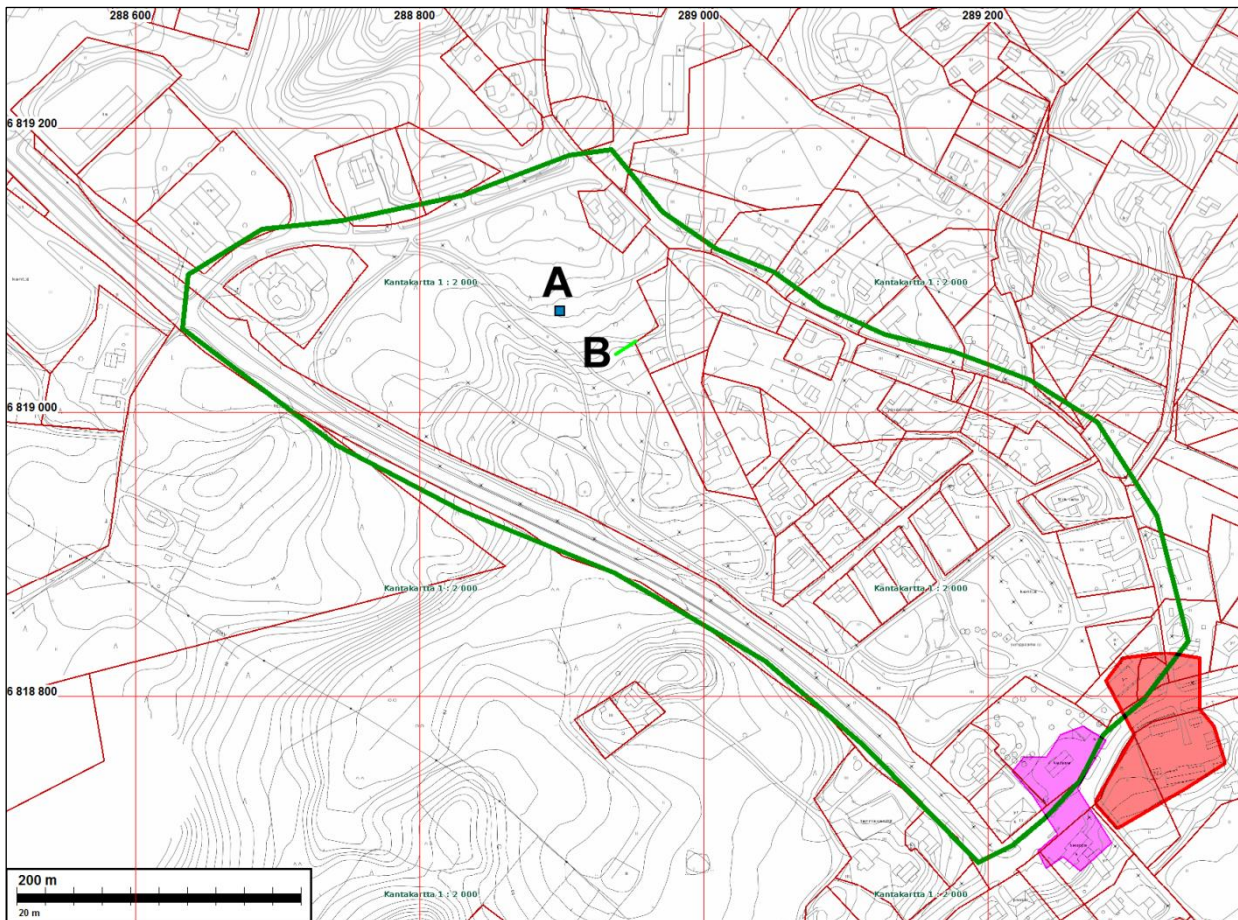 288 600
288 800
289 000
289 200
6 819 200
A
Kantakartta 1 : 2 000
Kantakartta 1 : 2 000
B
6 819 000
Kantakartta 1 : 2 000
Kantakartta 1 : 2 000
6 818 800
200 m
20 m
Kantakartta 1 : 2 000
Kantakartta 1 : 2 000